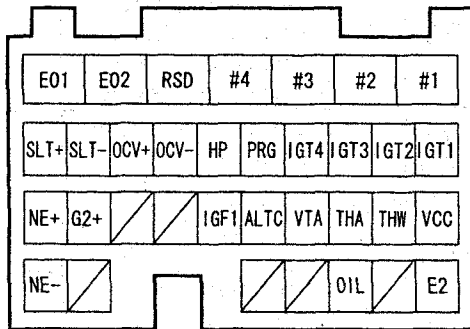 E01 E02 RSD #4 #3 #2 #1
SLT+ SLT- OCV+ OCV- HP PRG IGT4 IGT3 IGT2 IGT1
NE+ G2+ IGF1 ALTC VTA THA THW VCC
NE- OIL E2